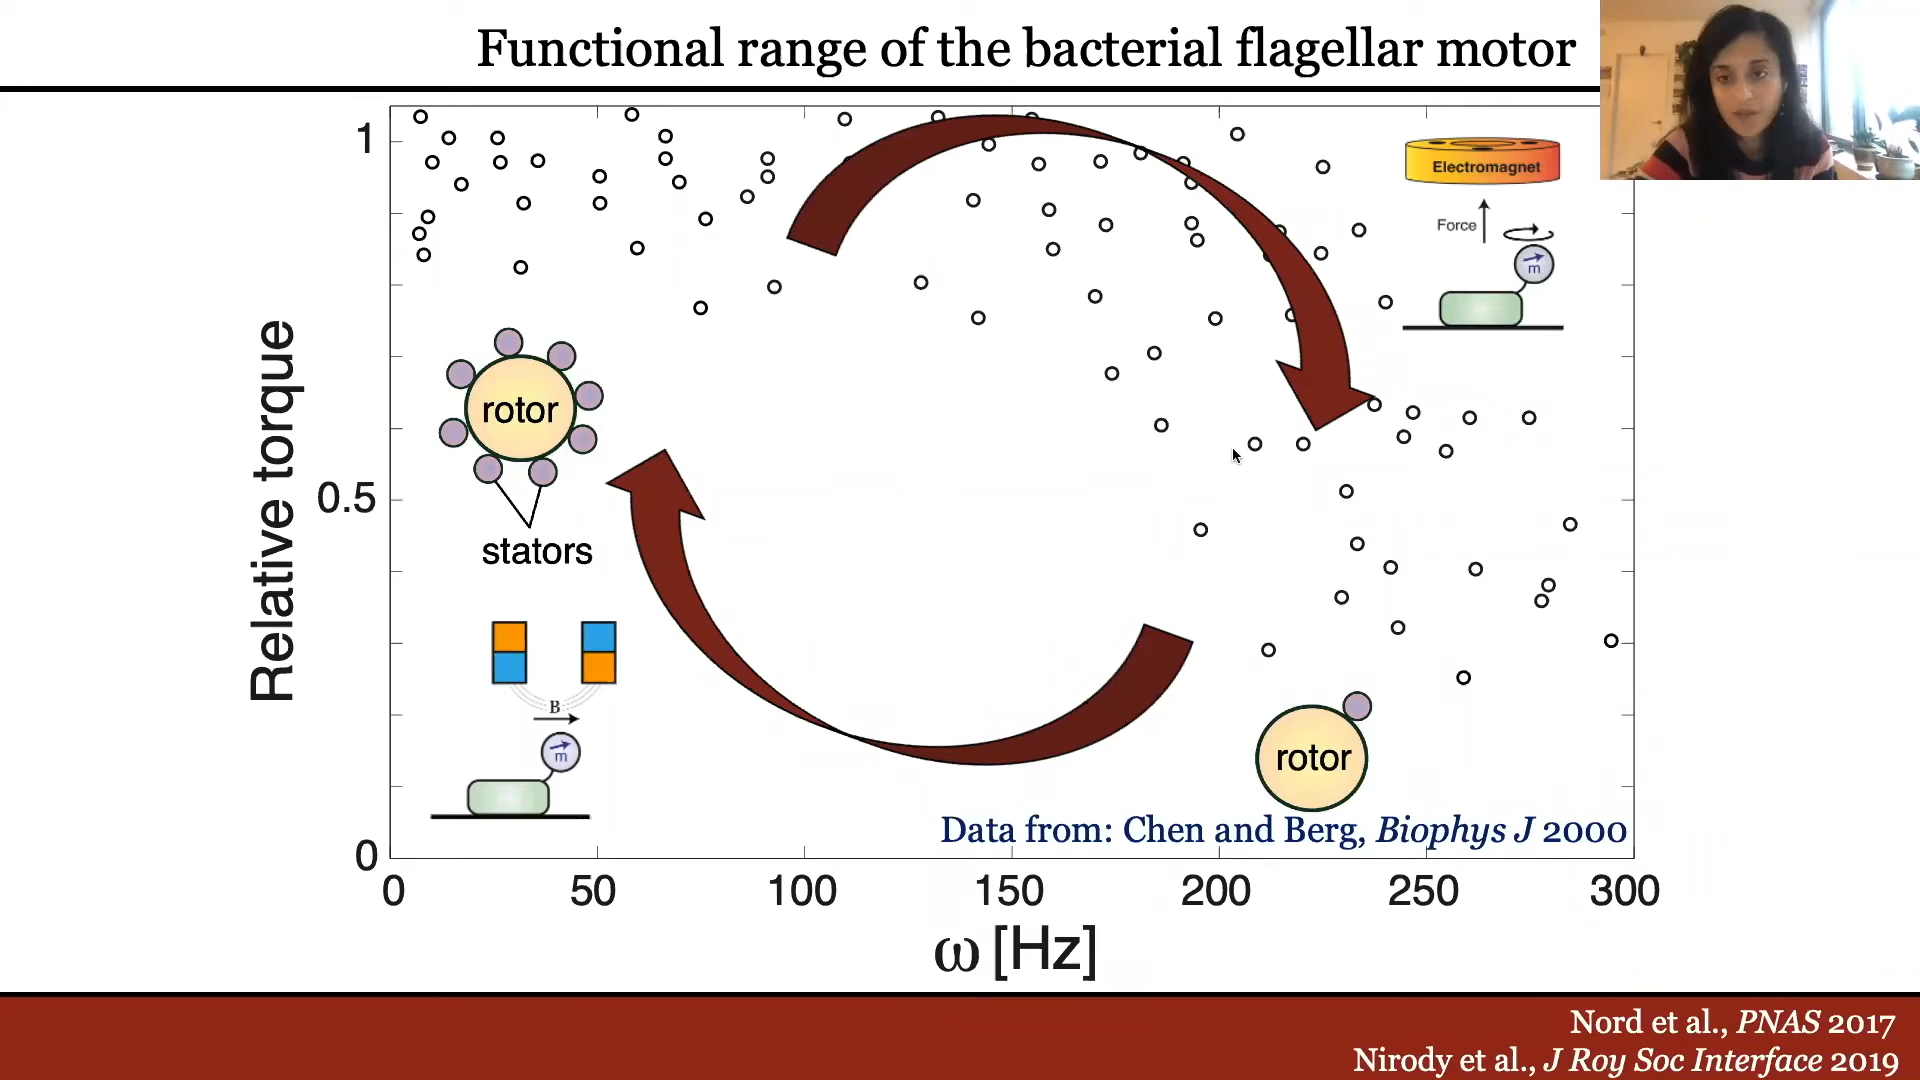 Functional range of the bacterial flagellar motor
1
Electromagnet
Force
m
Relative torque
rotor
0.5
stators
B
m
rotor
Data from: Chen and Berg, Biophys J 2000
0
0 50 100 150 200 250 300
ω [Hz]
Nord et al., PNAS 2017
Nirody et al., J Roy Soc Interface 2019